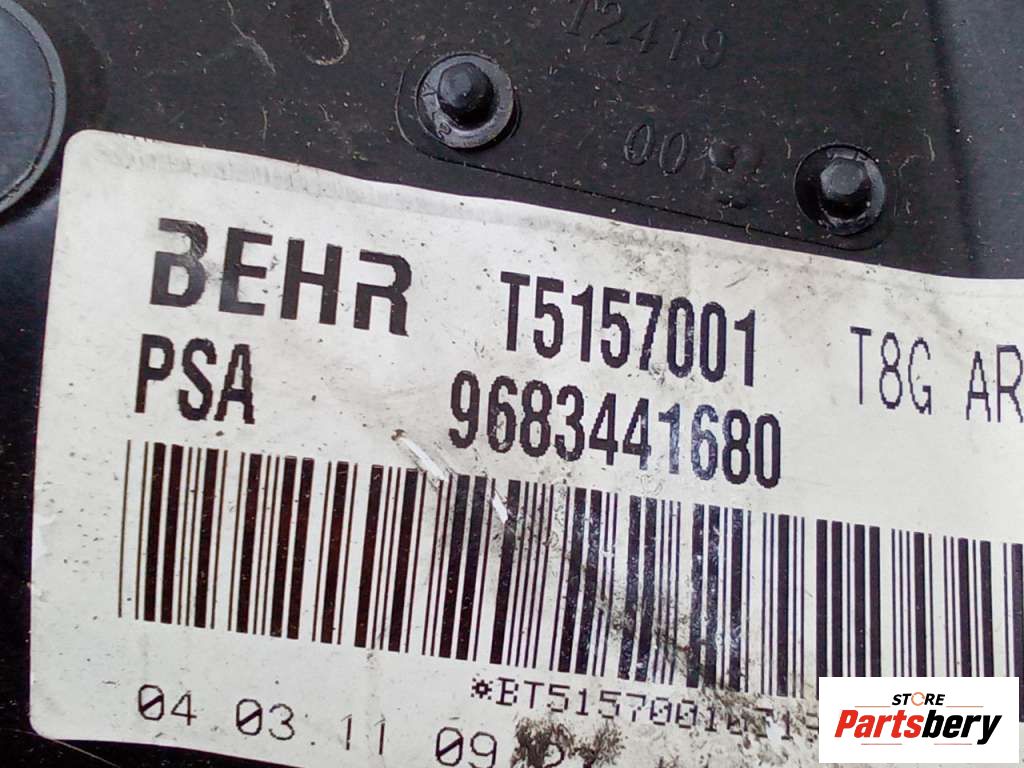 12419
BEHR T5157001 T8G AR
PSA 9683441680
04 03 11
STORE
Partsbery